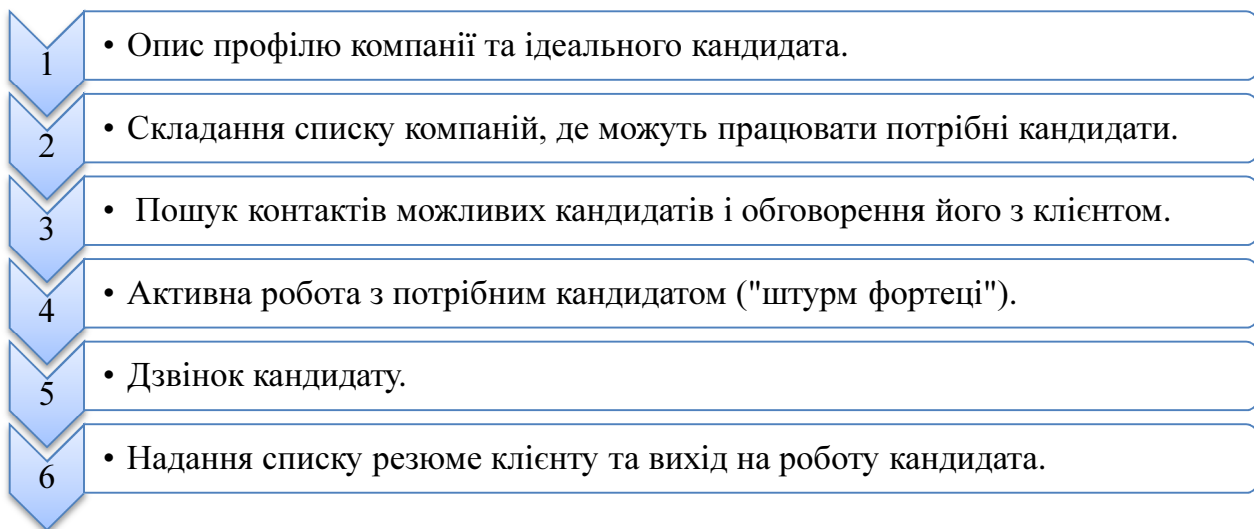 1 • Опис профілю компанії та ідеального кандидата.
2 • Складання списку компаній, де можуть працювати потрібні кандидати.
3 • Пошук контактів можливих кандидатів і обговорення його з клієнтом.
4 • Активна робота з потрібним кандидатом ("штурм фортеці").
5 • Дзвінок кандидату.
6 • Надання списку резюме клієнту та вихід на роботу кандидата.